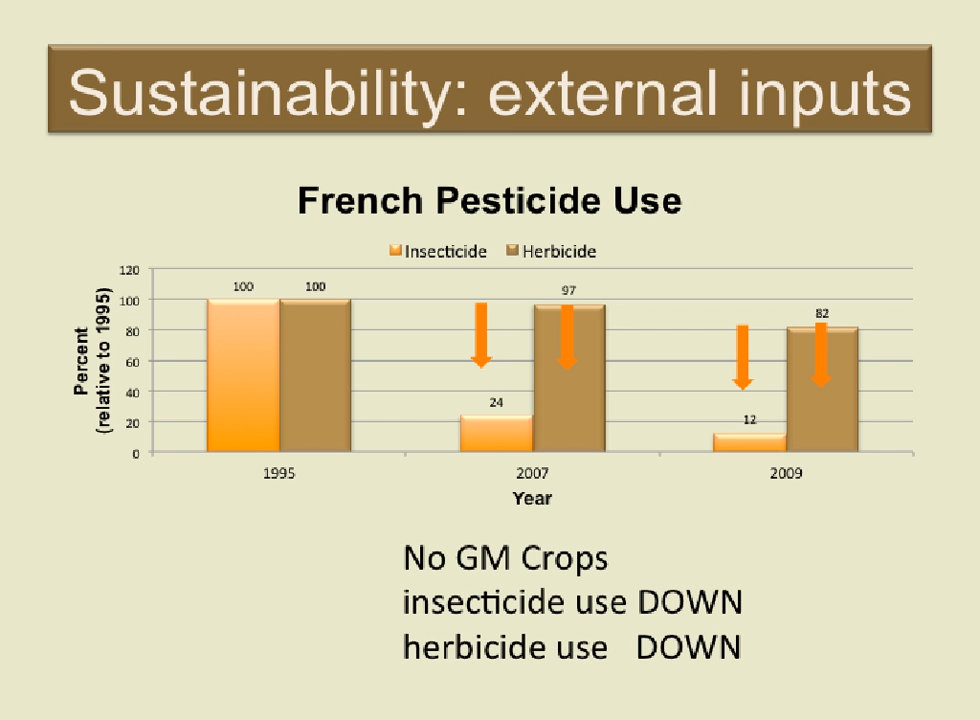 Sustainability: external inputs
French Pesticide Use
Insecticide Herbicide
Percent
(relative to 1995)
120
100
80
60
40
20
0
100 100
24 97
12 82
1995 2007 2009
Year
No GM Crops
insecticide use DOWN
herbicide use DOWN